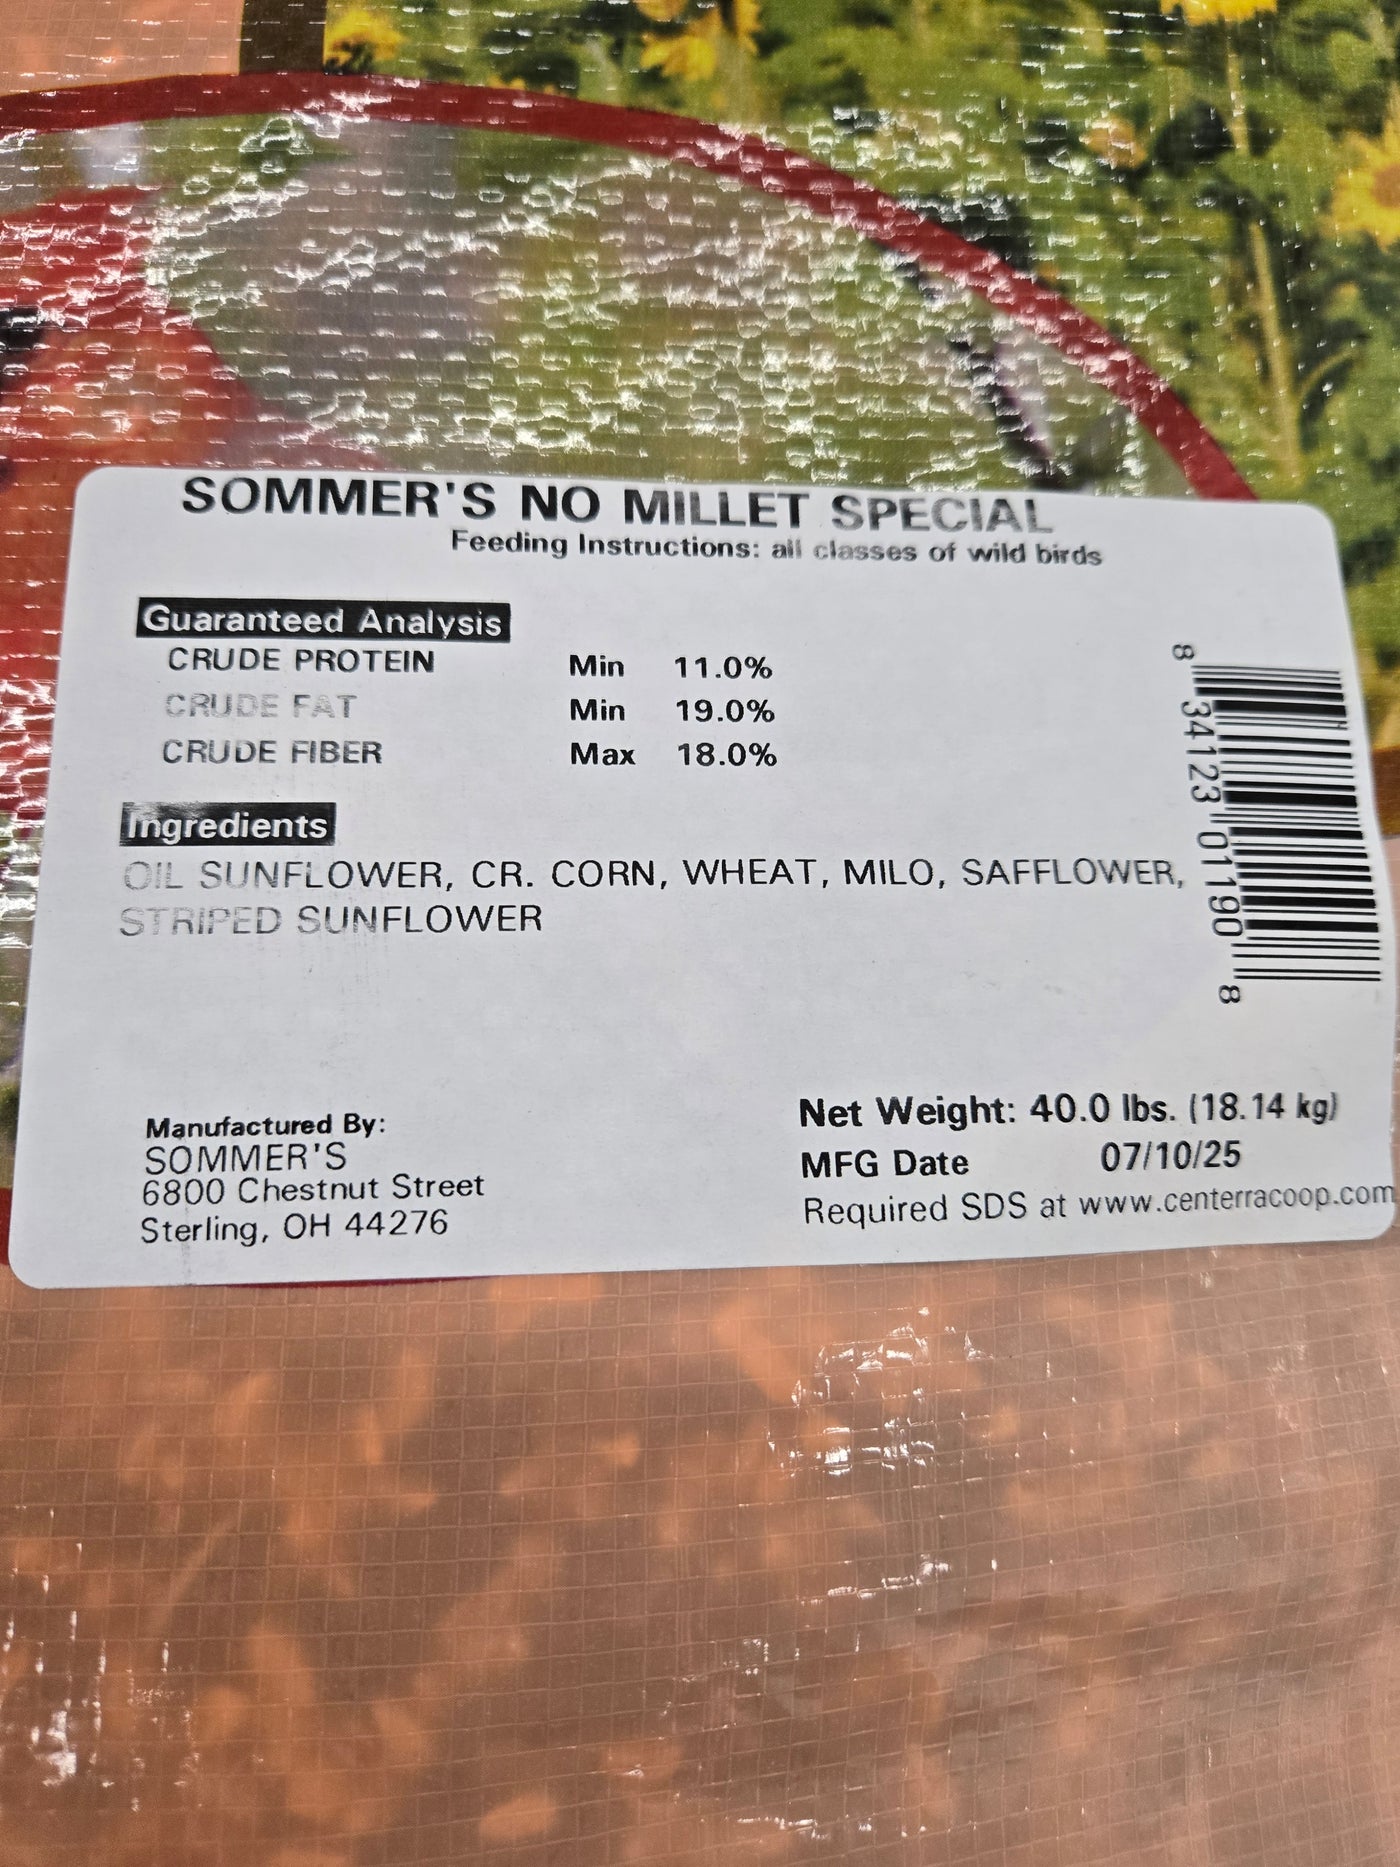 SOMMER'S NO MILLET SPECIAL
Feeding Instructions: all classes of wild birds
Guaranteed Analysis
CRUDE PROTEIN Min 11.0%
CRUDE FAT Min 19.0%
CRUDE FIBER Max 18.0%
Ingredients
OIL SUNFLOWER, CR. CORN, WHEAT, MILO, SAFFLOWER,
STRIPED SUNFLOWER
8 34123 01190 8
Manufactured By:
SOMMER'S
6800 Chestnut Street
Sterling, OH 44276
Net Weight: 40.0 lbs. (18.14 kg)
MFG Date 07/10/25
Required SDS at www.centerracoop.com